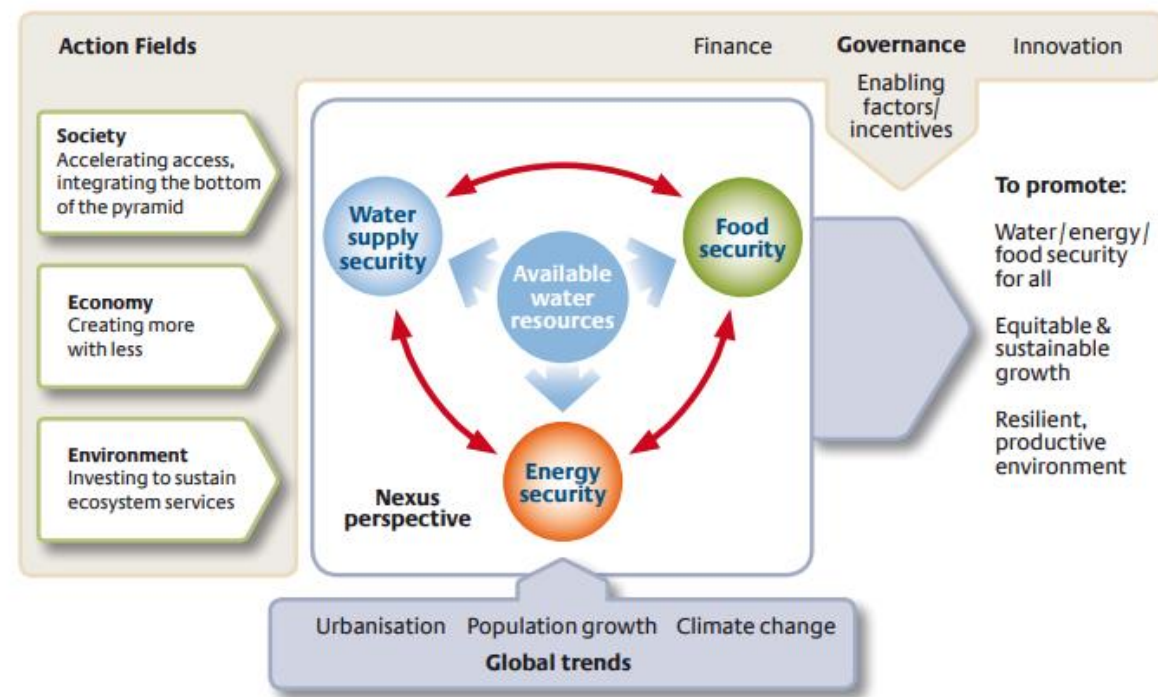 Action Fields
Finance
Governance
Innovation
Enabling
factors/
incentives
Society
Accelerating access,
integrating the bottom
of the pyramid
Economy
Creating more
with less
Environment
Investing to sustain
ecosystem services
Water
supply
security
Food
security
Available
water
resources
Energy
security
Nexus
perspective
To promote:
Water/energy/
food security
for all
Equitable &
sustainable
growth
Resilient,
productive
environment
Urbanisation
Population growth
Climate change
Global trends